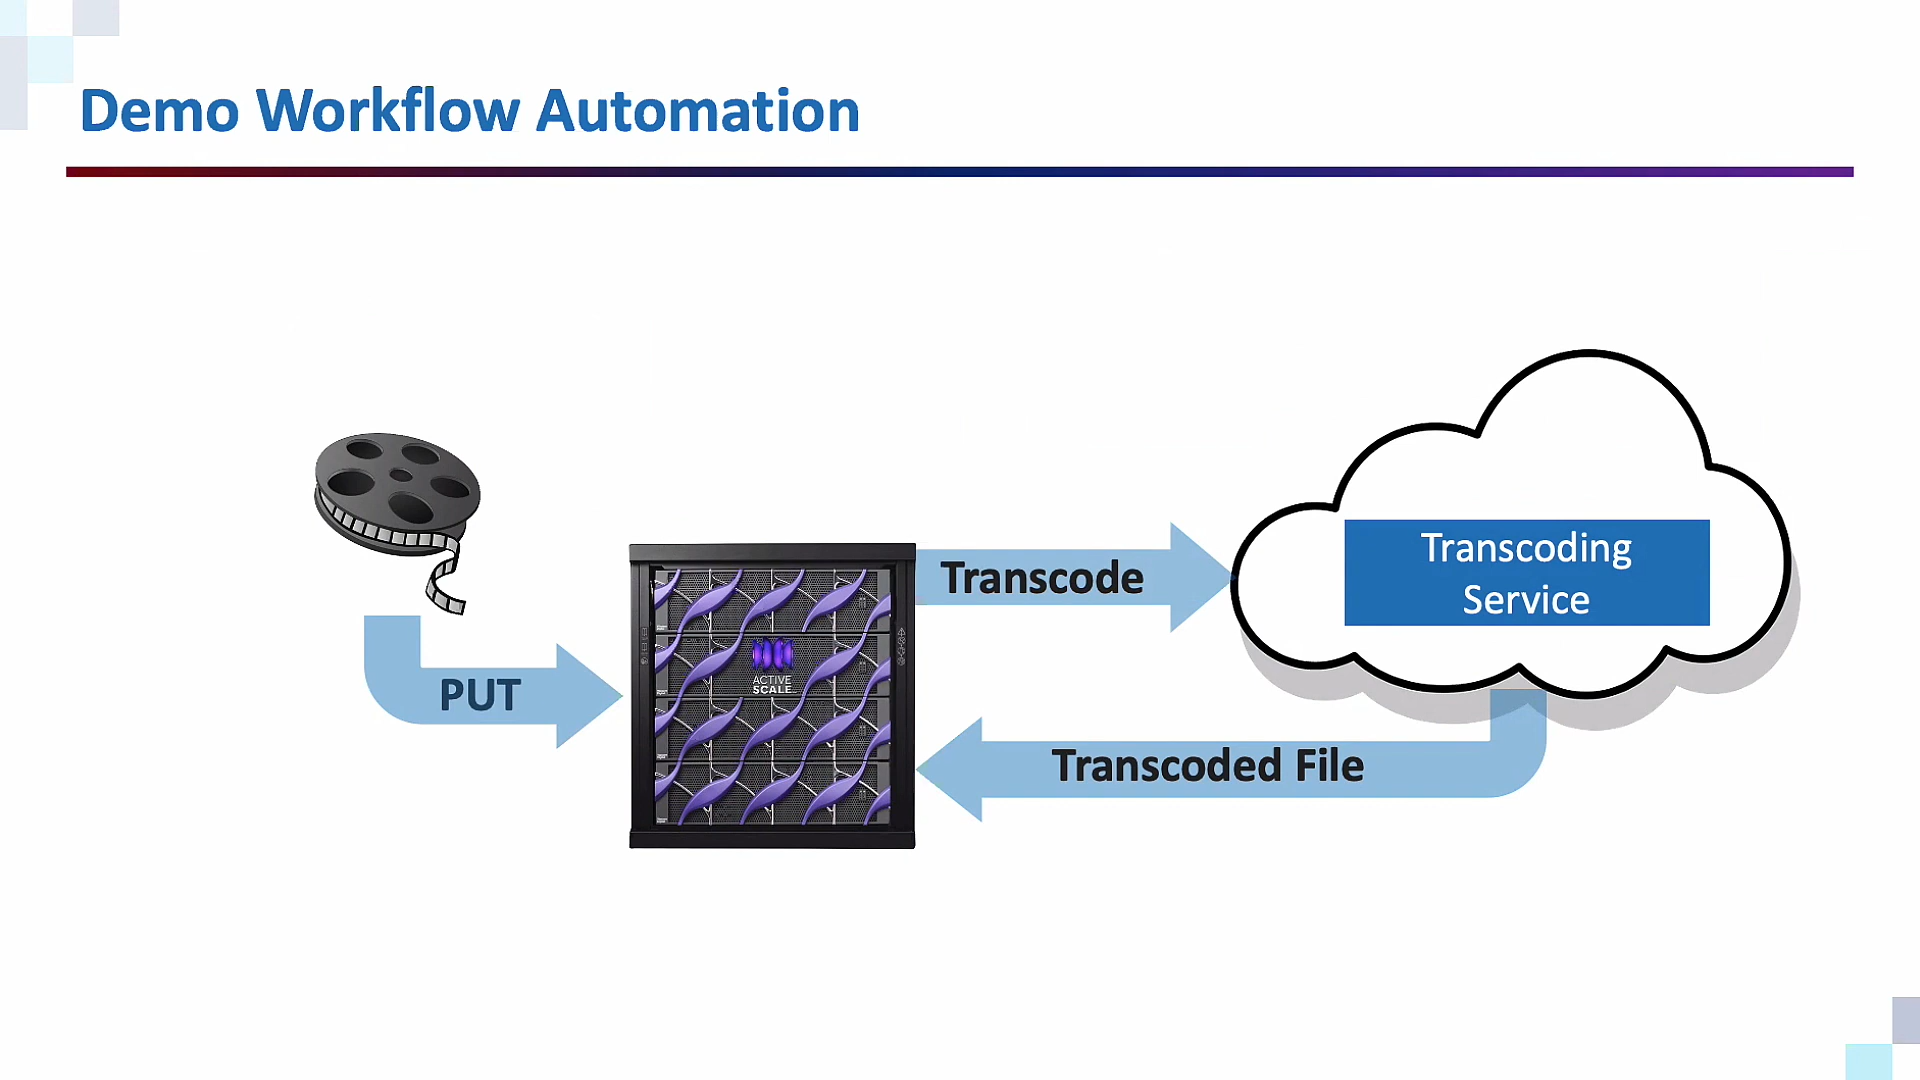 Demo Workflow Automation
Transcoding
Service
Transcode
PUT
ACTIVE
SCALE
Transcoded File